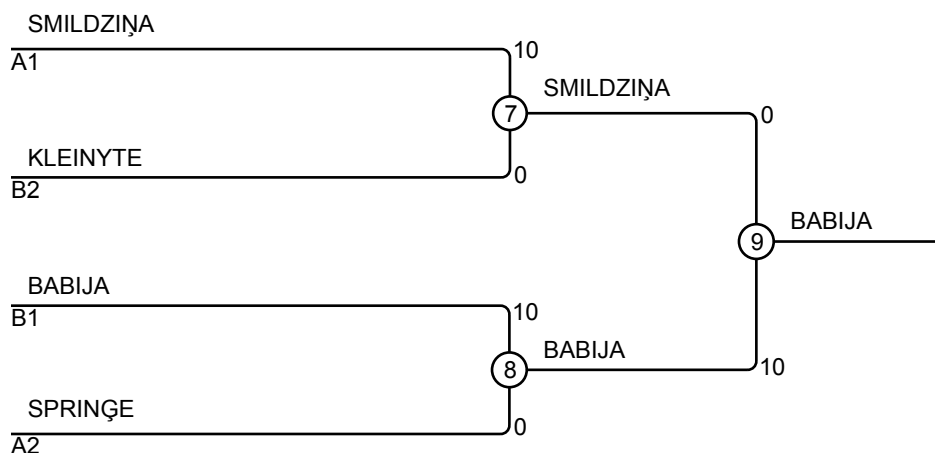 SMILDZIŅA
A1
10
SMILDZIŅA
7
0
KLEINYTE
B2
0
BABIJA
9
BABIJA
B1
10
BABIJA
8
10
SPRINĢE
A2
0